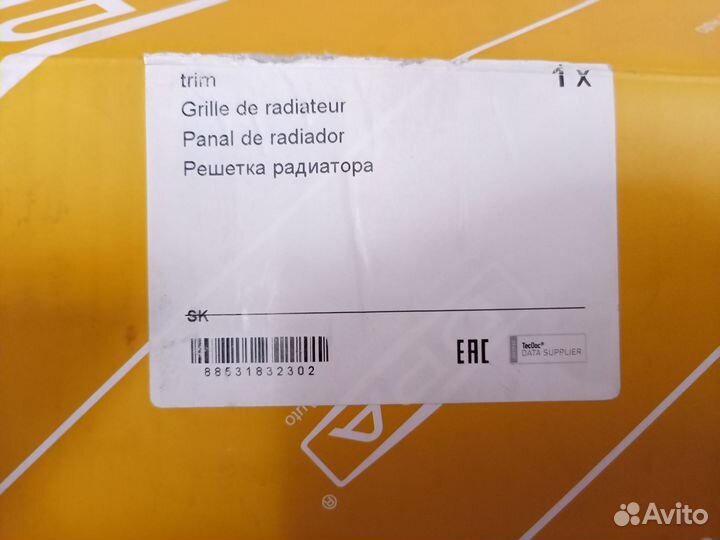 trim
1 x
Grille de radiateur
Panal de radiador
Решетка радиатора
SK
88531832302
EAC
TecDoc®
DATA SUPPLIER
®
Avito